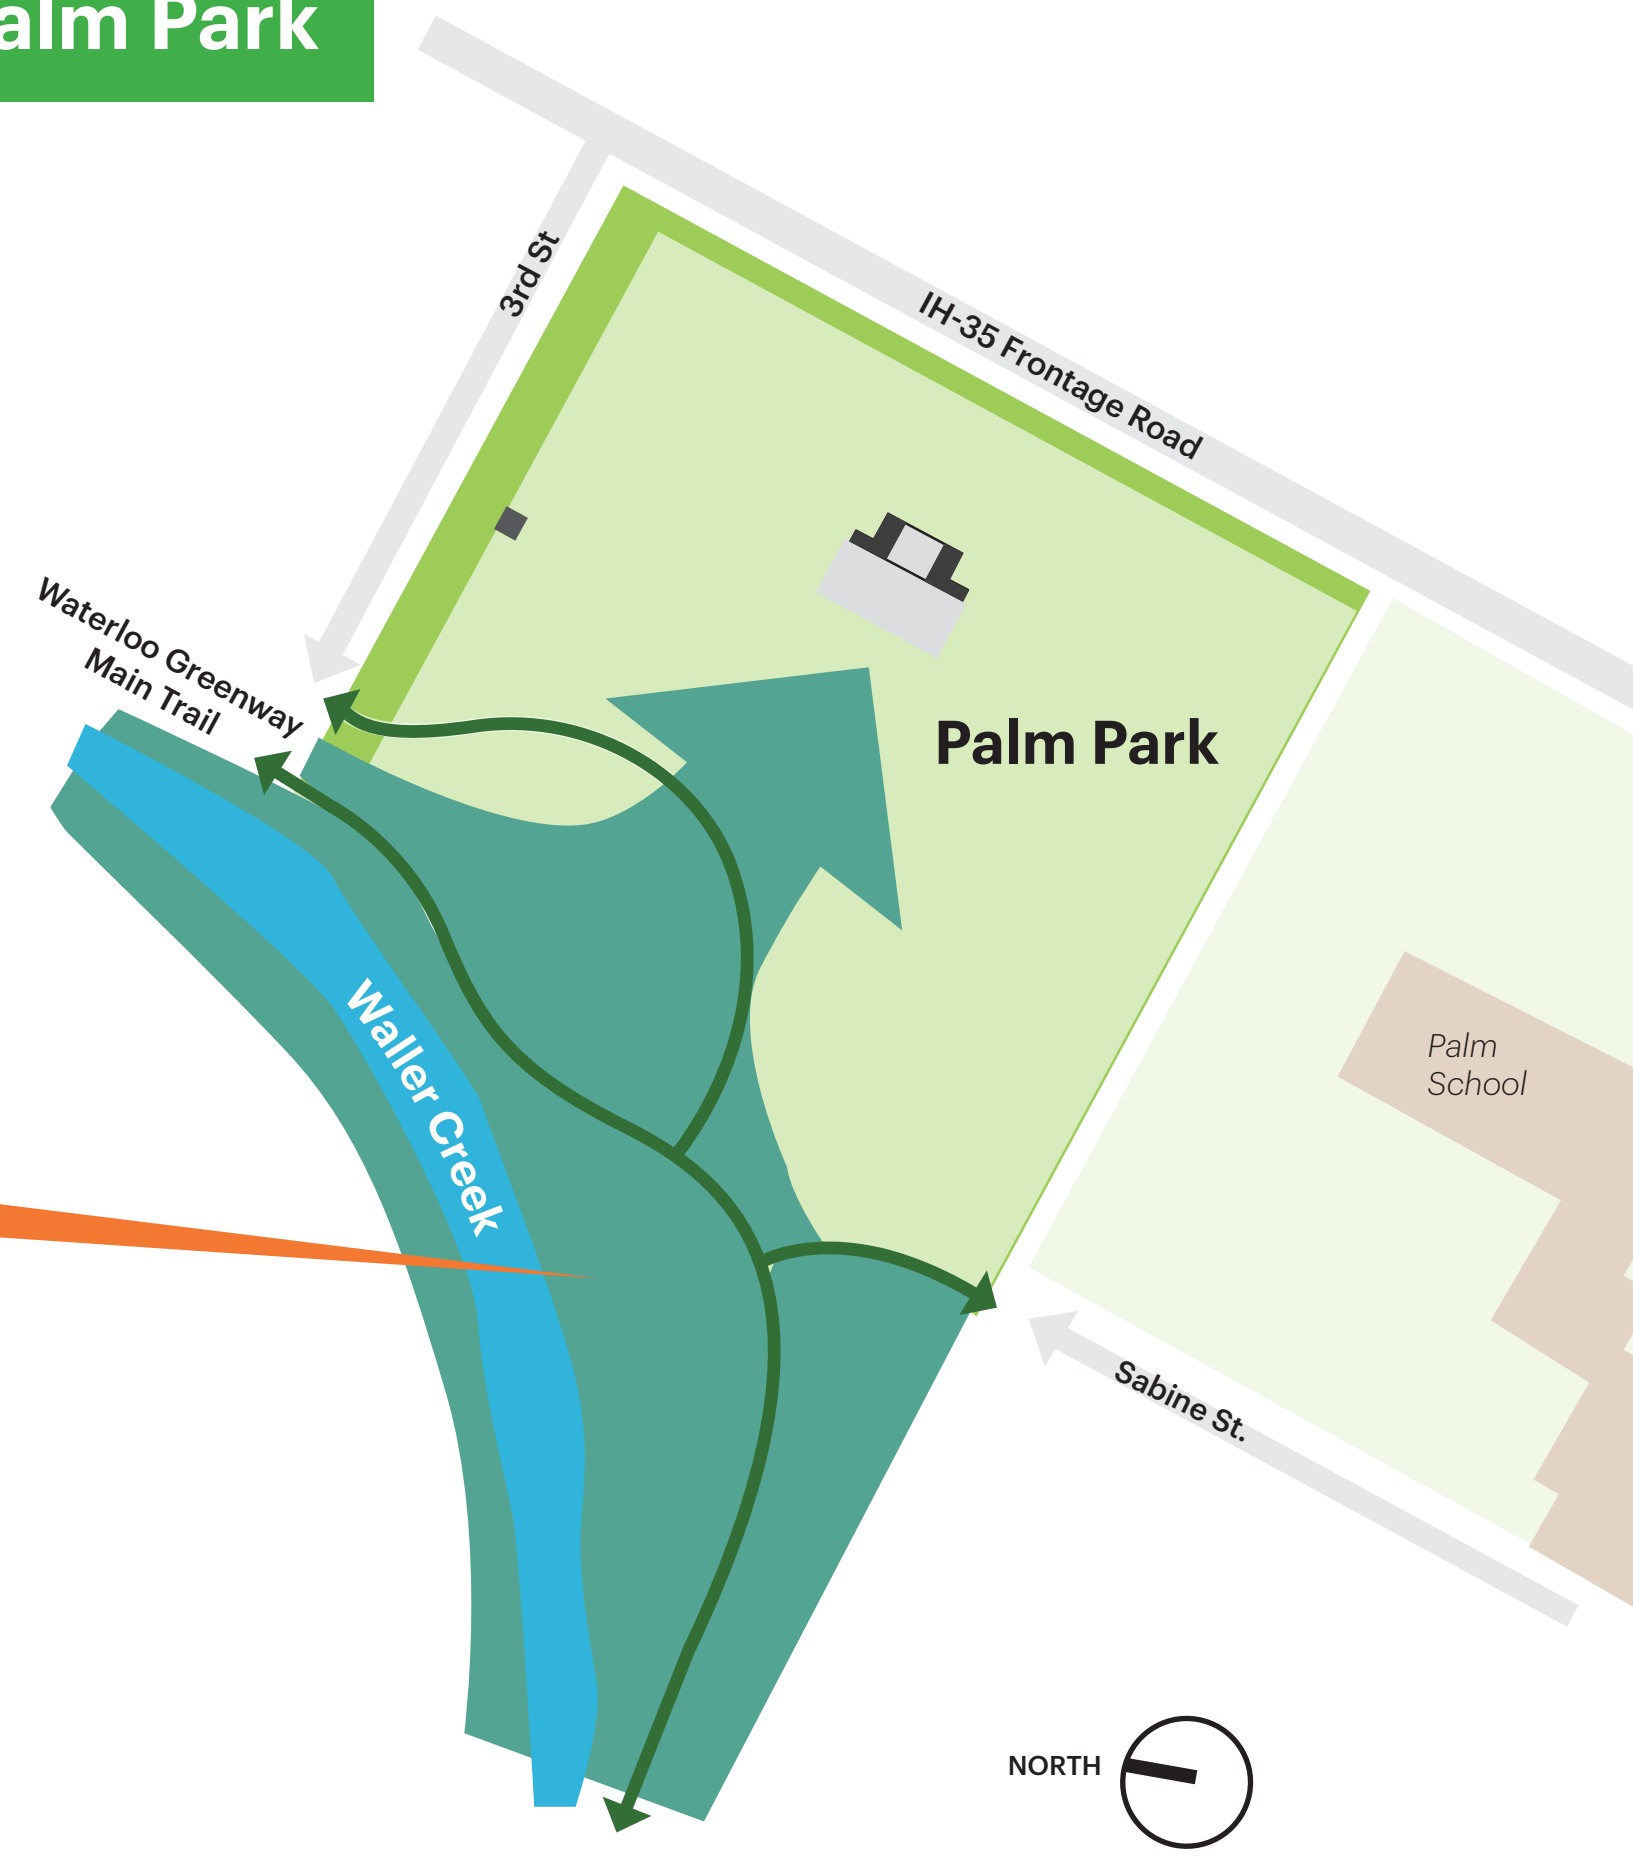 alm Park
3rd St
IH-35 Frontage Road
Waterloo Greenway
Main Trail
Palm Park
Waller Creek
Palm
School
Sabine St.
NORTH